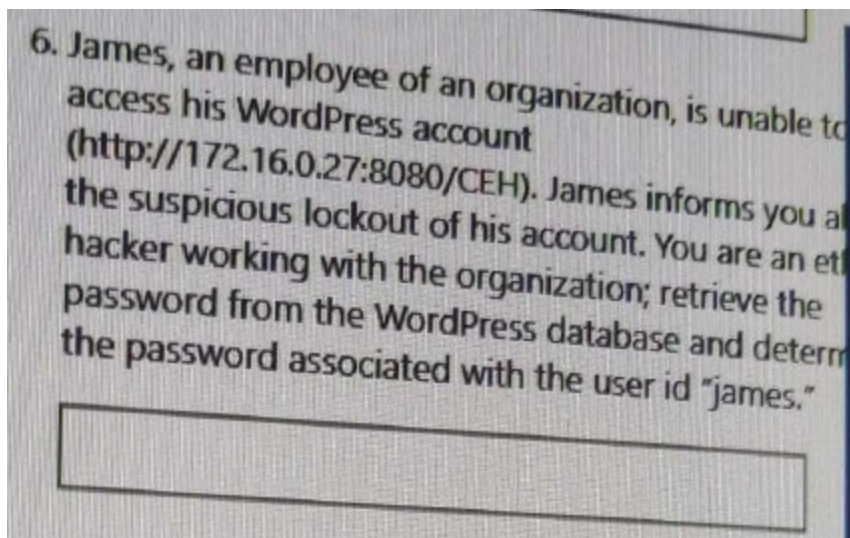 6. James, an employee of an organization, is unable to
access his WordPress account
(http://172.16.0.27:8080/CEH). James informs you
the suspicious lockout of his account. You are an
hacker working with the organization; retrieve the
password from the WordPress database and
the password associated with the user id "james."